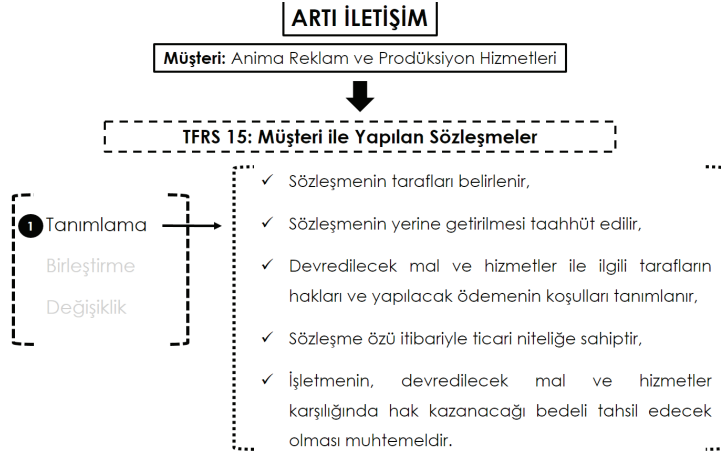 ARTI İLETİŞİM
Müşteri: Anima Reklam ve Prodüksiyon Hizmetleri
TFRS 15: Müşteri ile Yapılan Sözleşmeler
1 Tanımlama
Birleştirme
Değişiklik
✓ Sözleşmenin tarafları belirlenir,
✓ Sözleşmenin yerine getirilmesi taahhüt edilir,
✓ Devredilecek mal ve hizmetler ile ilgili tarafların
hakları ve yapılacak ödemenin koşulları tanımlanır,
✓ Sözleşme özü itibariyle ticari niteliğe sahiptir,
✓ İşletmenin, devredilecek mal ve hizmetler
karşılığında hak kazanacağı bedeli tahsil edecek
olması muhtemeldir.